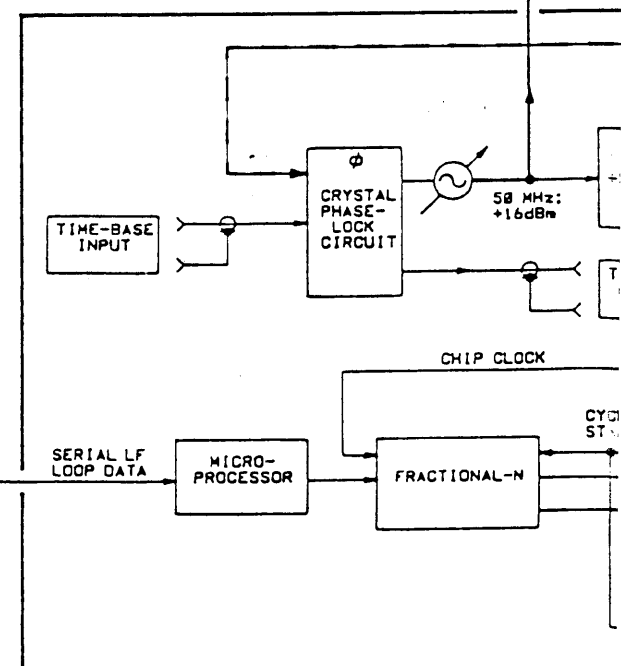 ϕ
CRYSTAL
PHASE-
LOCK
CIRCUIT
50 MHz:
+16dBm
TIME-BASE
INPUT
CHIP CLOCK
SERIAL LF
LOOP DATA
MICRO-
PROCESSOR
FRACTIONAL-N